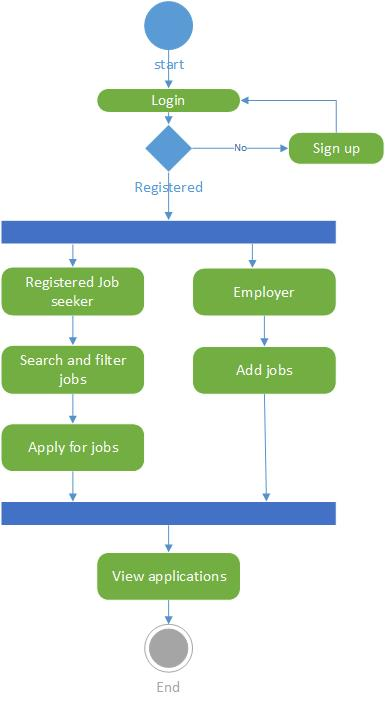 start
Login
No
Sign up
Registered
Registered Job
seeker
Employer
Search and filter
jobs
Add jobs
Apply for jobs
View applications
End